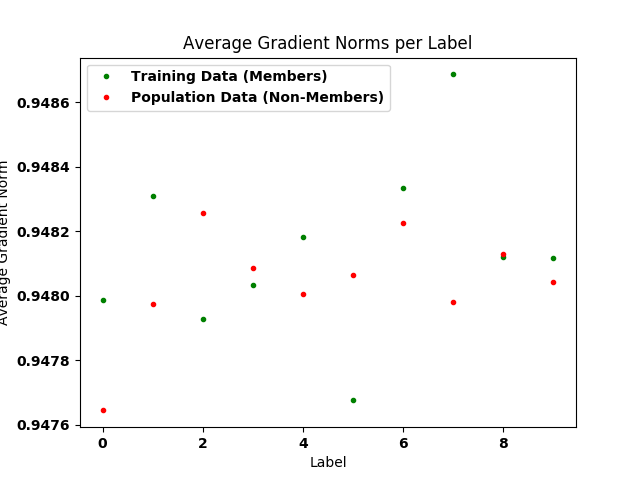 Average Gradient Norms per Label
Training Data (Members)
Population Data (Non-Members)
0.9486
0.9484
0.9482
0.9480
0.9478
0.9476
Average Gradient Norm
0 2 4 6 8
Label